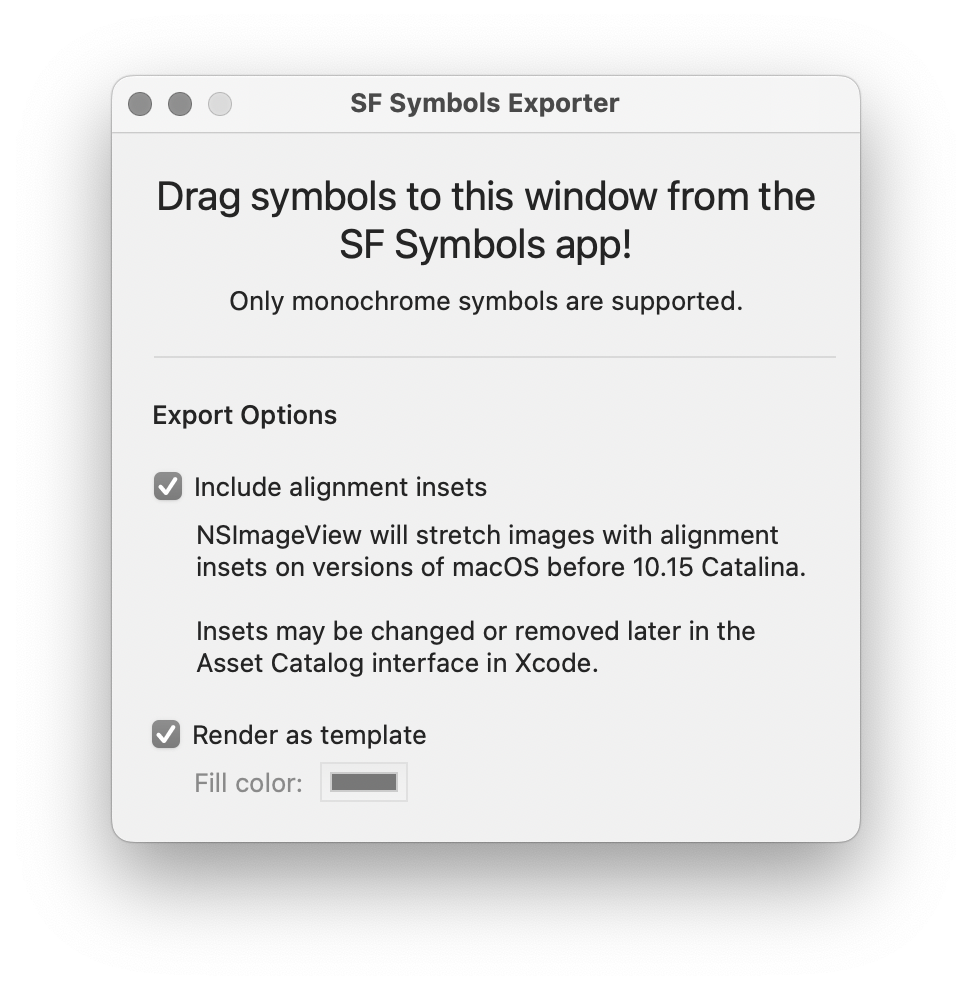 SF Symbols Exporter
Drag symbols to this window from the
SF Symbols app!
Only monochrome symbols are supported.
Export Options
Include alignment insets
NSImageView will stretch images with alignment
insets on versions of macOS before 10.15 Catalina.
Insets may be changed or removed later in the
Asset Catalog interface in Xcode.
Render as template
Fill color: